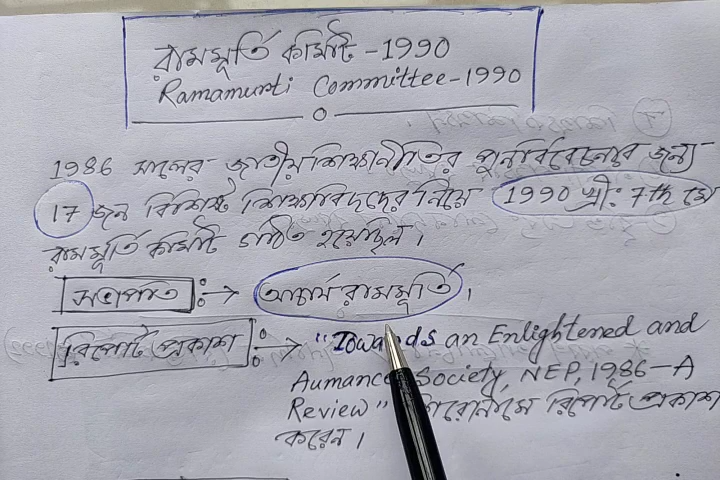 রামমূর্তি কমিটি -1990
Ramamurti Committee-1990
1986 সালের জাতীয় শিক্ষানীতির পুনর্বিবেচনার জন্য
17 জন বিশিষ্ট শিক্ষাবিদদের নিয়ে 1990 খ্রী: 7th মে
রামমূর্তি কমিটি গঠিত হয়েছিল।
সভাপতি :→ আচার্য রামমূর্তি।
রিপোর্ট প্রকাশ :→ "Towards an Enlightened and
Aumance Society, NEP, 1986-A
Review" রিপোর্ট প্রকাশ
করেন।